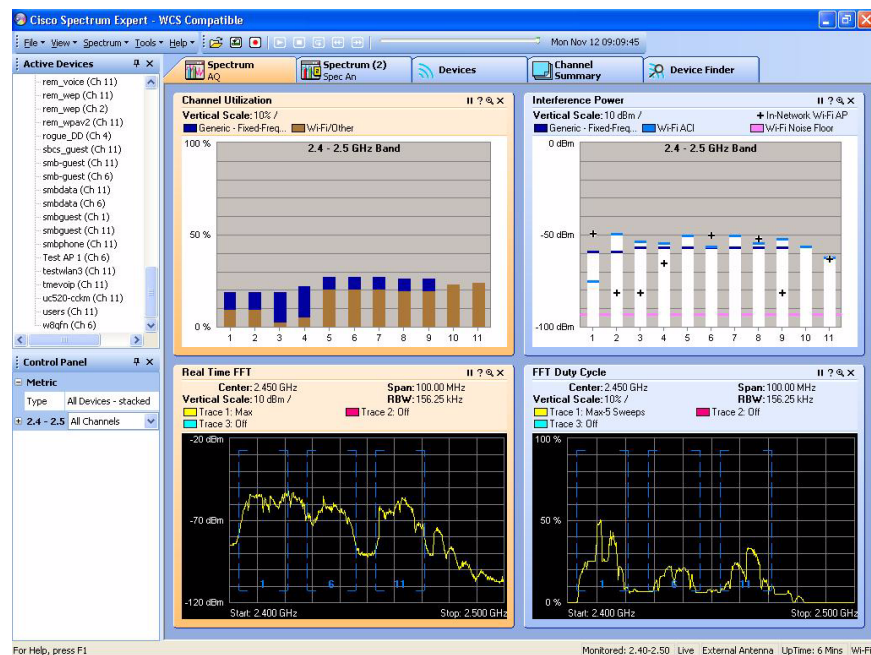 Cisco Spectrum Expert - WCS Compatible
File View Spectrum Tools Help Mon Nov 12 09:09:45
Active Devices
rem_voice (Ch 11)
rem_wep (Ch 11)
rem_wep (Ch 2)
rem_wpav2 (Ch 11)
rogue_DD (Ch 4)
sbcs_guest (Ch 11)
smb-guest (Ch 11)
smb-guest (Ch 6)
smbdata (Ch 11)
smbdata (Ch 6)
smbguest (Ch 1)
smbguest (Ch 11)
smbphone (Ch 11)
Test AP 1 (Ch 6)
testwlan3 (Ch 11)
tmevoip (Ch 11)
uc520-cckm (Ch 11)
users (Ch 11)
w8qfn (Ch 6)
Control Panel
Metric
Type All Devices - stacked
2.4 - 2.5 All Channels
Spectrum
AQ
Spectrum (2)
Spec An
Devices
Channel
Summary
Device Finder
Channel Utilization
Vertical Scale: 10% /
Generic - Fixed-Freq... Wi-Fi/Other
2.4 - 2.5 GHz Band
100 %
50 %
0 %
1 2 3 4 5 6 7 8 9 10 11
Interference Power
Vertical Scale: 10 dBm / In-Network Wi-Fi AP
Generic - Fixed-Freq... Wi-Fi ACI Wi-Fi Noise Floor
2.4 - 2.5 GHz Band
0 dBm
-50 dBm
-100 dBm
1 2 3 4 5 6 7 8 9 10 11
Real Time FFT
Center: 2.450 GHz Span: 100.00 MHz
Vertical Scale: 10 dBm / RBW: 156.25 kHz
Trace 1: Max Trace 2: Off
Trace 3: Off
-20 dBm
-70 dBm
-120 dBm
1 6 11
Start: 2.400 GHz Stop: 2.500 GHz
FFT Duty Cycle
Center: 2.450 GHz Span: 100.00 MHz
Vertical Scale: 10% / RBW: 156.25 kHz
Trace 1: Max-5 Sweeps Trace 2: Off
Trace 3: Off
100 %
50 %
0 %
1 6 11
Start: 2.400 GHz Stop: 2.500 GHz
For Help, press F1
Monitored: 2.40-2.50 Live External Antenna UpTime: 6 Mins Wi-Fi